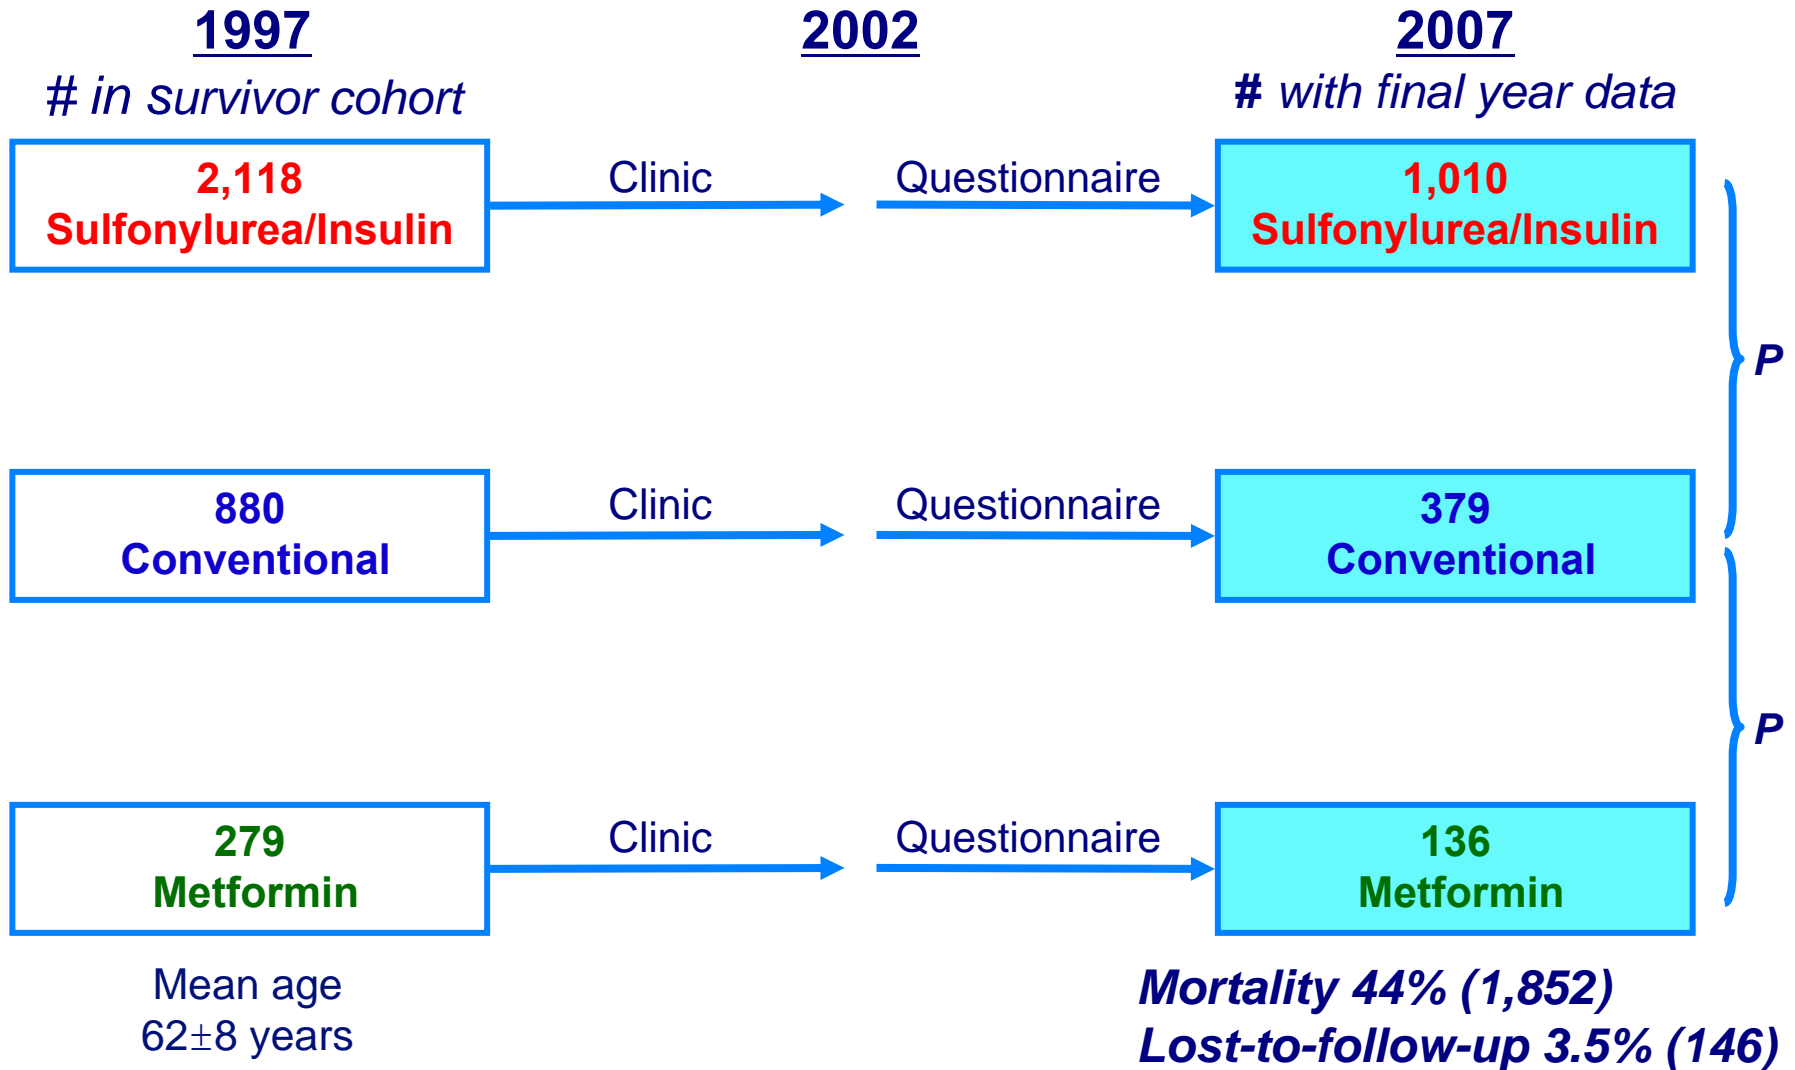 1997
2002
2007
# in survivor cohort
# with final year data
2,118
Sulfonylurea/Insulin
Clinic
Questionnaire
1,010
Sulfonylurea/Insulin
P
880
Conventional
Clinic
Questionnaire
379
Conventional
P
279
Metformin
Clinic
Questionnaire
136
Metformin
Mean age
62±8 years
Mortality 44% (1,852)
Lost-to-follow-up 3.5% (146)